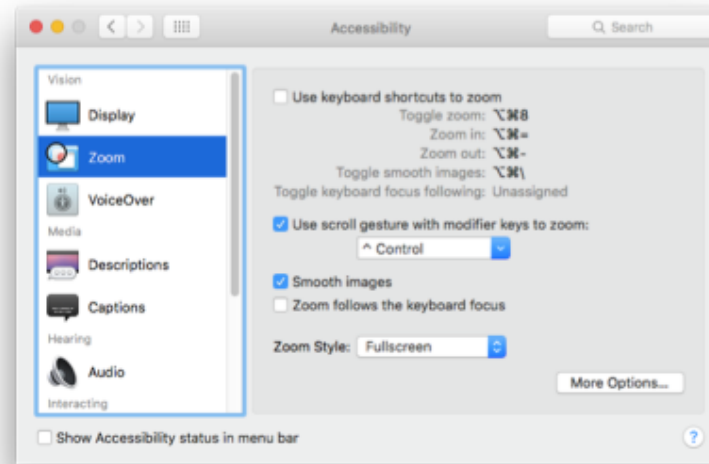 Accessibility
Search
Vision
Display
Zoom
VoiceOver
Media
Descriptions
Captions
Hearing
Audio
Interacting
Use keyboard shortcuts to zoom
Toggle zoom: ⌥⌘8
Zoom in: ⌥⌘=
Zoom out: ⌥⌘-
Toggle smooth images: ⌥⌘\
Toggle keyboard focus following: Unassigned
Use scroll gesture with modifier keys to zoom:
^ Control
Smooth images
Zoom follows the keyboard focus
Zoom Style: Fullscreen
More Options...
Show Accessibility status in menu bar
?